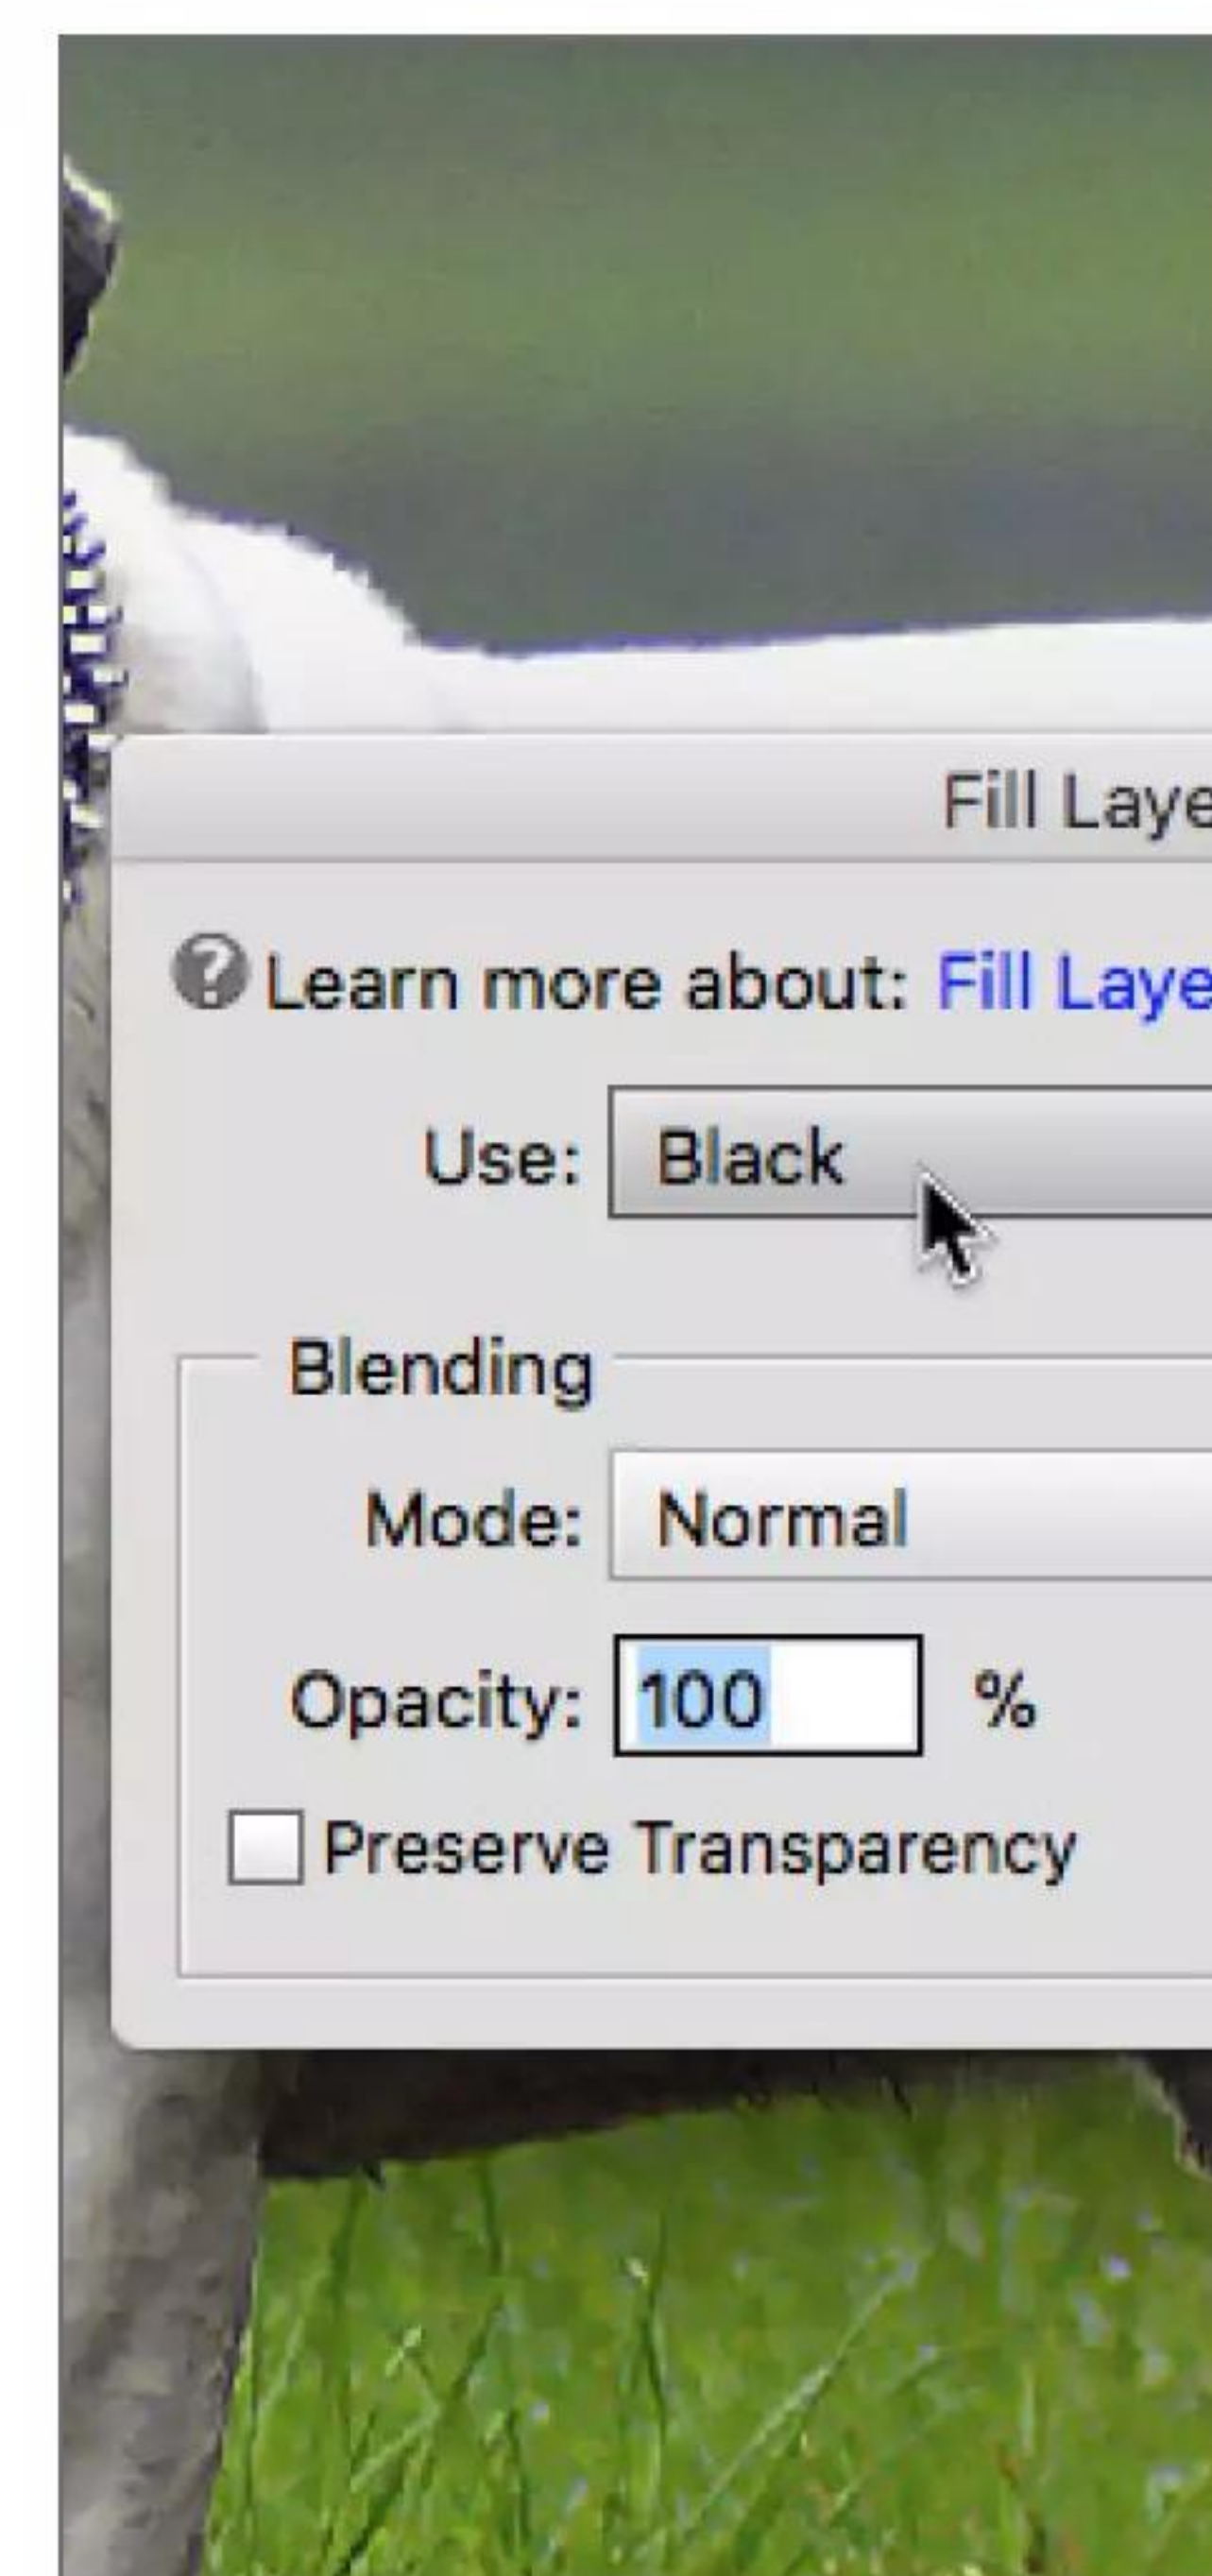 Fill Laye
? Learn more about: Fill Laye
Use: Black
Blending
Mode: Normal
Opacity: 100 %
Preserve Transparency